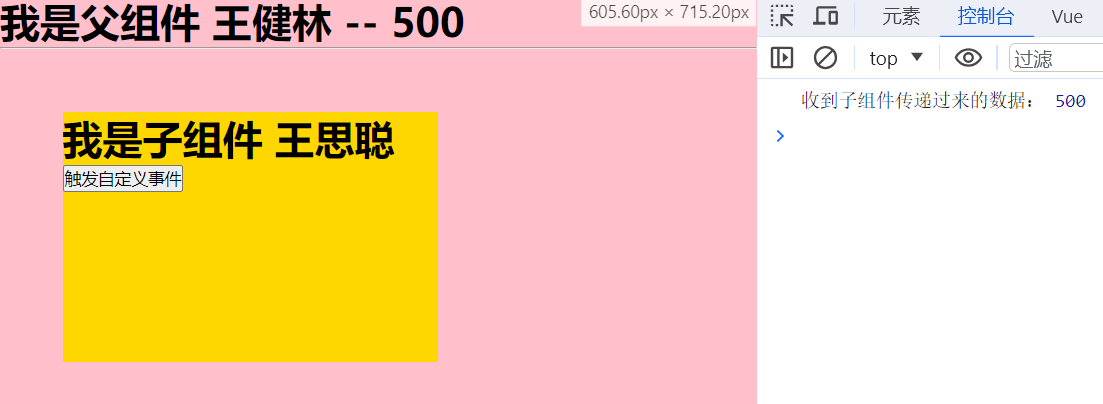 我是父组件 王健林 -- 500
605.60px × 715.20px
我是子组件 王思聪
触发自定义事件
元素 控制台 Vue
top 过滤
收到子组件传递过来的数据： 500